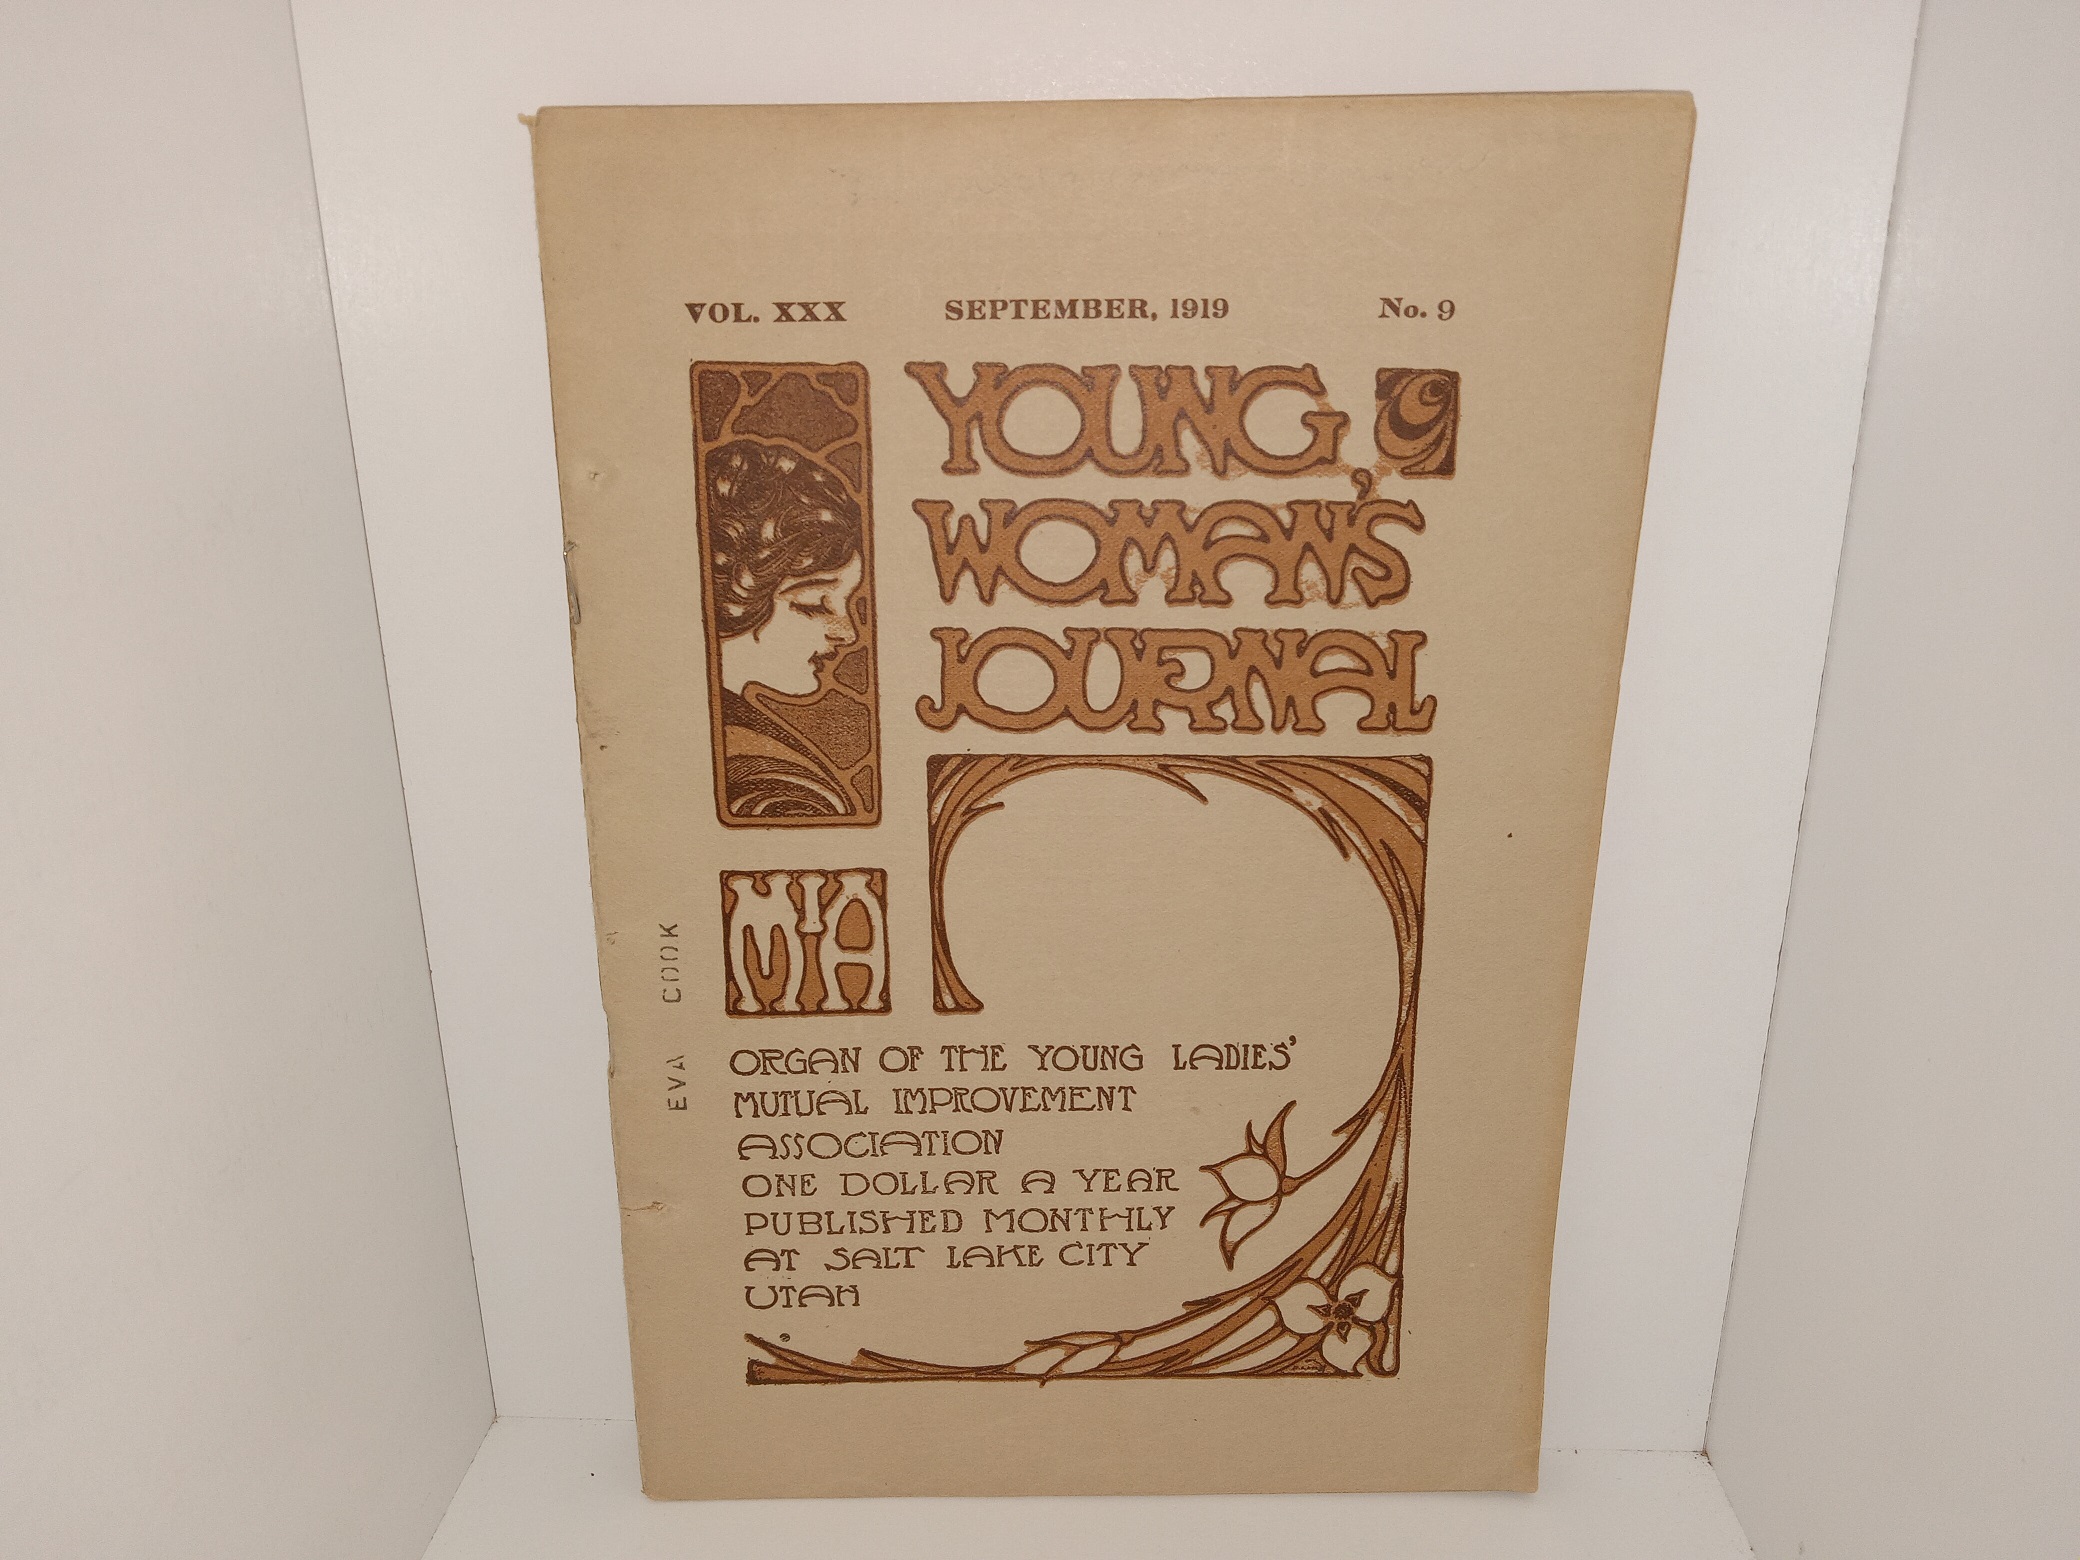 VOL. XXX SEPTEMBER, 1919 No. 9
YOUNG
WOMAN'S
JOURNAL
MIA
EVA COOK
ORGAN OF THE YOUNG LADIES'
MUTUAL IMPROVEMENT
ASSOCIATION
ONE DOLLAR A YEAR
PUBLISHED MONTHLY
AT SALT LAKE CITY
UTAH